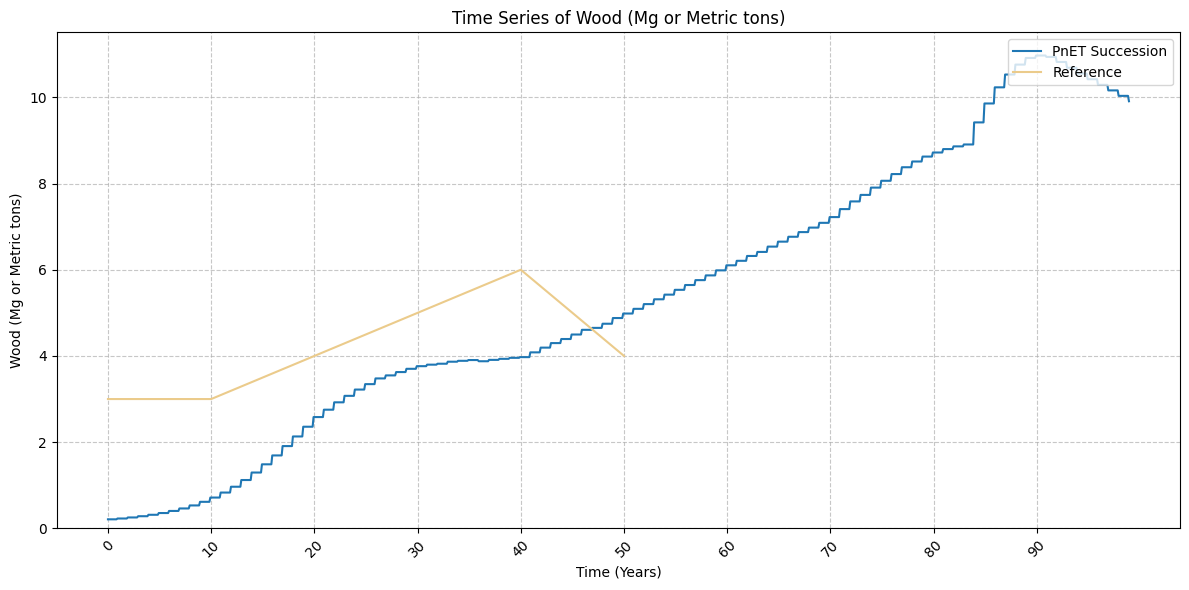 Time Series of Wood (Mg or Metric tons)
PnET Succession
Reference
Wood (Mg or Metric tons)
10
8
6
4
2
0
0 10 20 30 40 50 60 70 80 90
Time (Years)